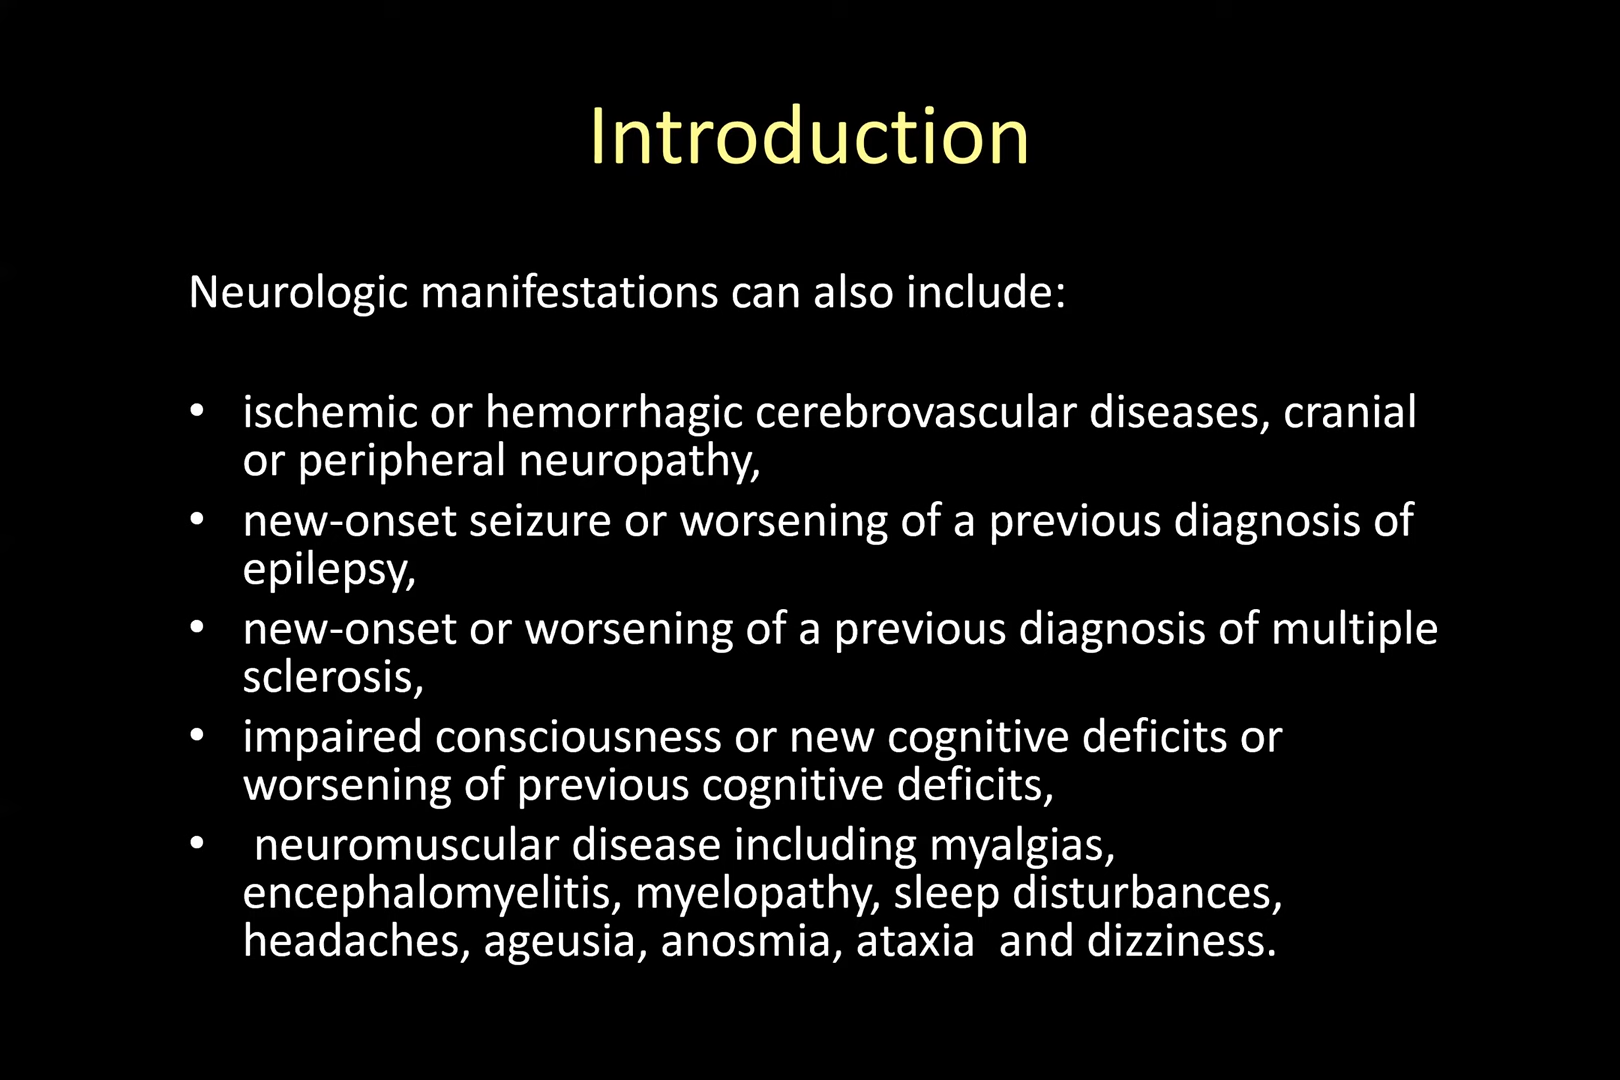 Introduction
Neurologic manifestations can also include:
• ischemic or hemorrhagic cerebrovascular diseases, cranial
or peripheral neuropathy,
• new-onset seizure or worsening of a previous diagnosis of
epilepsy,
• new-onset or worsening of a previous diagnosis of multiple
sclerosis,
• impaired consciousness or new cognitive deficits or
worsening of previous cognitive deficits,
• neuromuscular disease including myalgias,
encephalomyelitis, myelopathy, sleep disturbances,
headaches, ageusia, anosmia, ataxia  and dizziness.